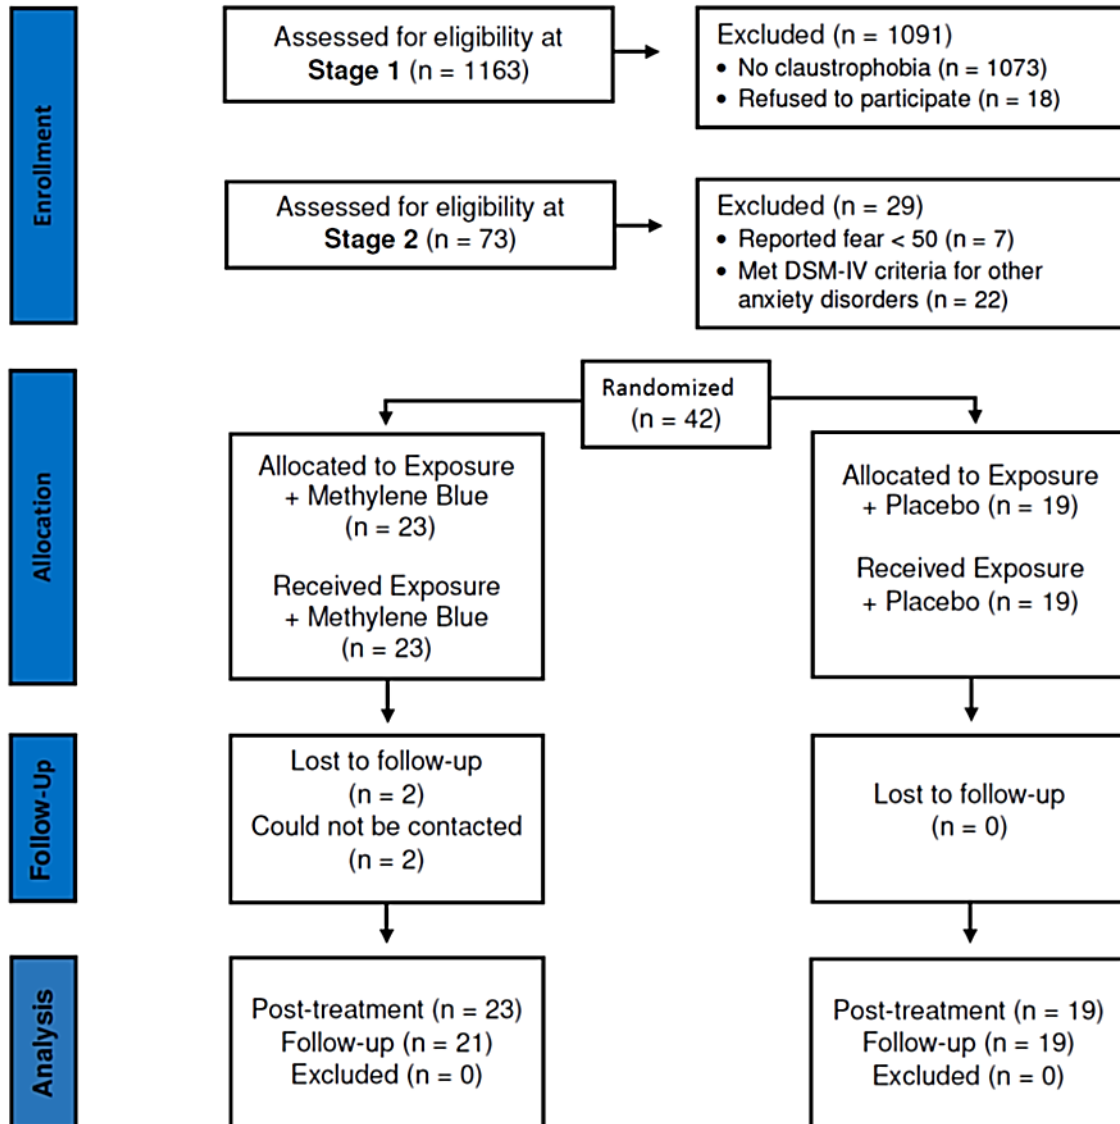 Enrollment
Assessed for eligibility at
Stage 1 (n = 1163)
Excluded (n = 1091)
• No claustrophobia (n = 1073)
• Refused to participate (n = 18)
Assessed for eligibility at
Stage 2 (n = 73)
Excluded (n = 29)
• Reported fear < 50 (n = 7)
• Met DSM-IV criteria for other
anxiety disorders (n = 22)
Allocation
Randomized
(n = 42)
Allocated to Exposure
+ Methylene Blue
(n = 23)
Received Exposure
+ Methylene Blue
(n = 23)
Allocated to Exposure
+ Placebo (n = 19)
Received Exposure
+ Placebo (n = 19)
Follow-Up
Lost to follow-up
(n = 2)
Could not be contacted
(n = 2)
Lost to follow-up
(n = 0)
Analysis
Post-treatment (n = 23)
Follow-up (n = 21)
Excluded (n = 0)
Post-treatment (n = 19)
Follow-up (n = 19)
Excluded (n = 0)